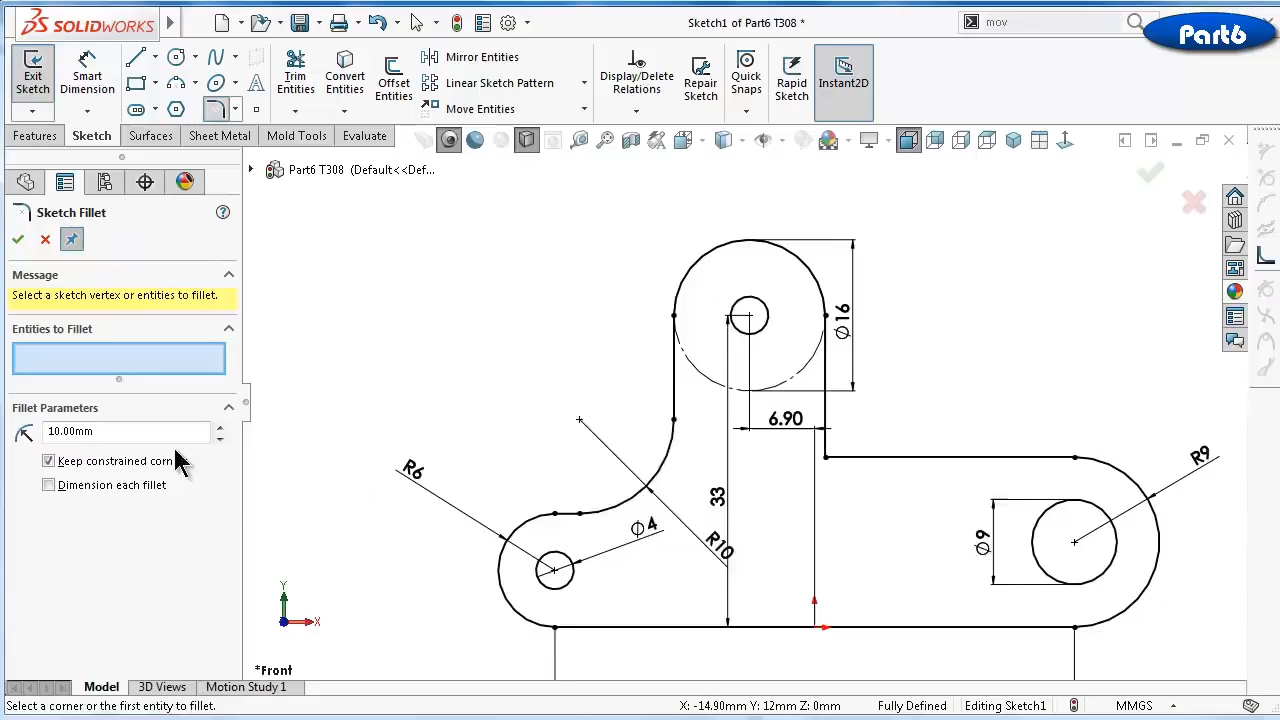 SOLIDWORKS
Sketch1 of Part6 T308 *
mov
Part6
Exit Sketch
Smart Dimension
Trim Entities
Convert Entities
Offset Entities
Mirror Entities
Linear Sketch Pattern
Move Entities
Display/Delete Relations
Repair Sketch
Quick Snaps
Rapid Sketch
Instant2D
Features
Sketch
Surfaces
Sheet Metal
Mold Tools
Evaluate
Part6 T308 (Default<<Def...
Sketch Fillet
Message
Select a sketch vertex or entities to fillet.
Entities to Fillet
Fillet Parameters
10.00mm
Keep constrained corn
Dimension each fillet
Ø16
6.90
33
R6
Ø4
R10
R9
Ø9
Y
X
*Front
Model
3D Views
Motion Study 1
Select a corner or the first entity to fillet.
X: -14.90mm Y: 12mm Z: 0mm
Fully Defined
Editing Sketch1
MMGS